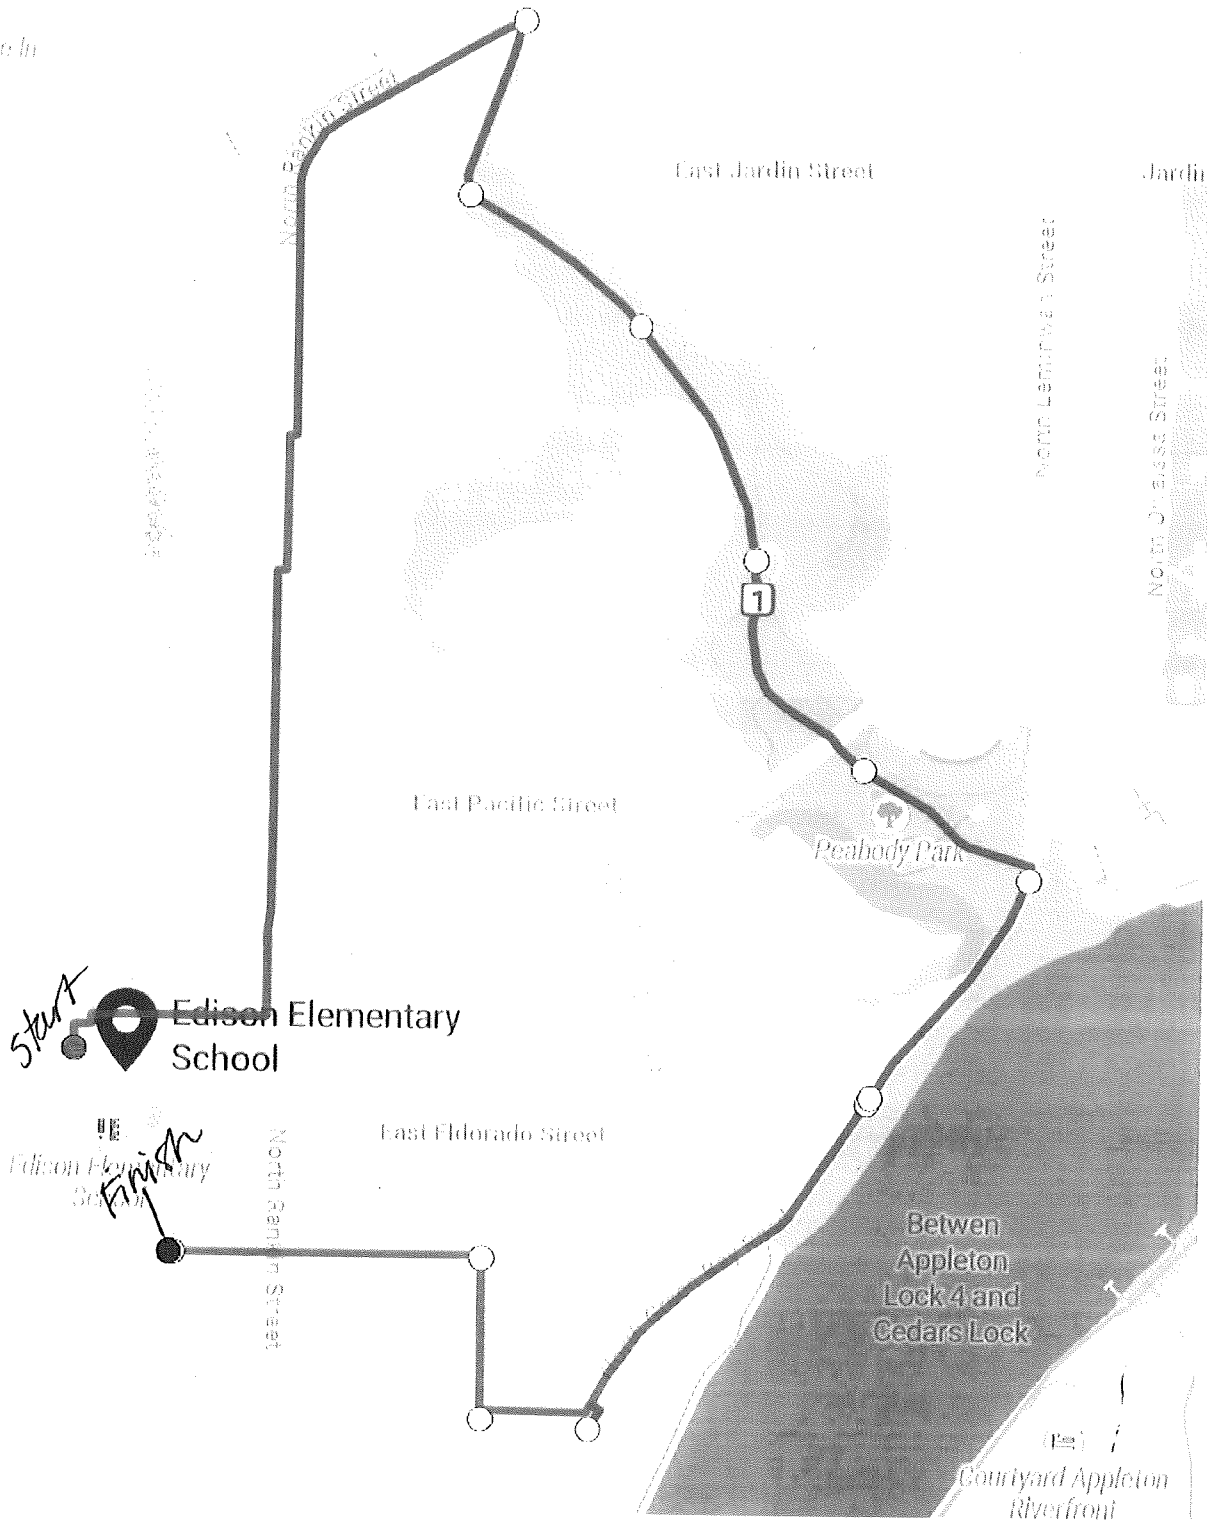 North Rankin Street
East Jardin Street
Jardin
North Street
North Street
1
East Pacific Street
Peabody Park
Start
Edison Elementary
School
East Eldorado Street
Edison Elementary
School
Finish
North Rankin Street
Betwen
Appleton
Lock 4 and
Cedars Lock
Courtyard Appleton
Riverfront